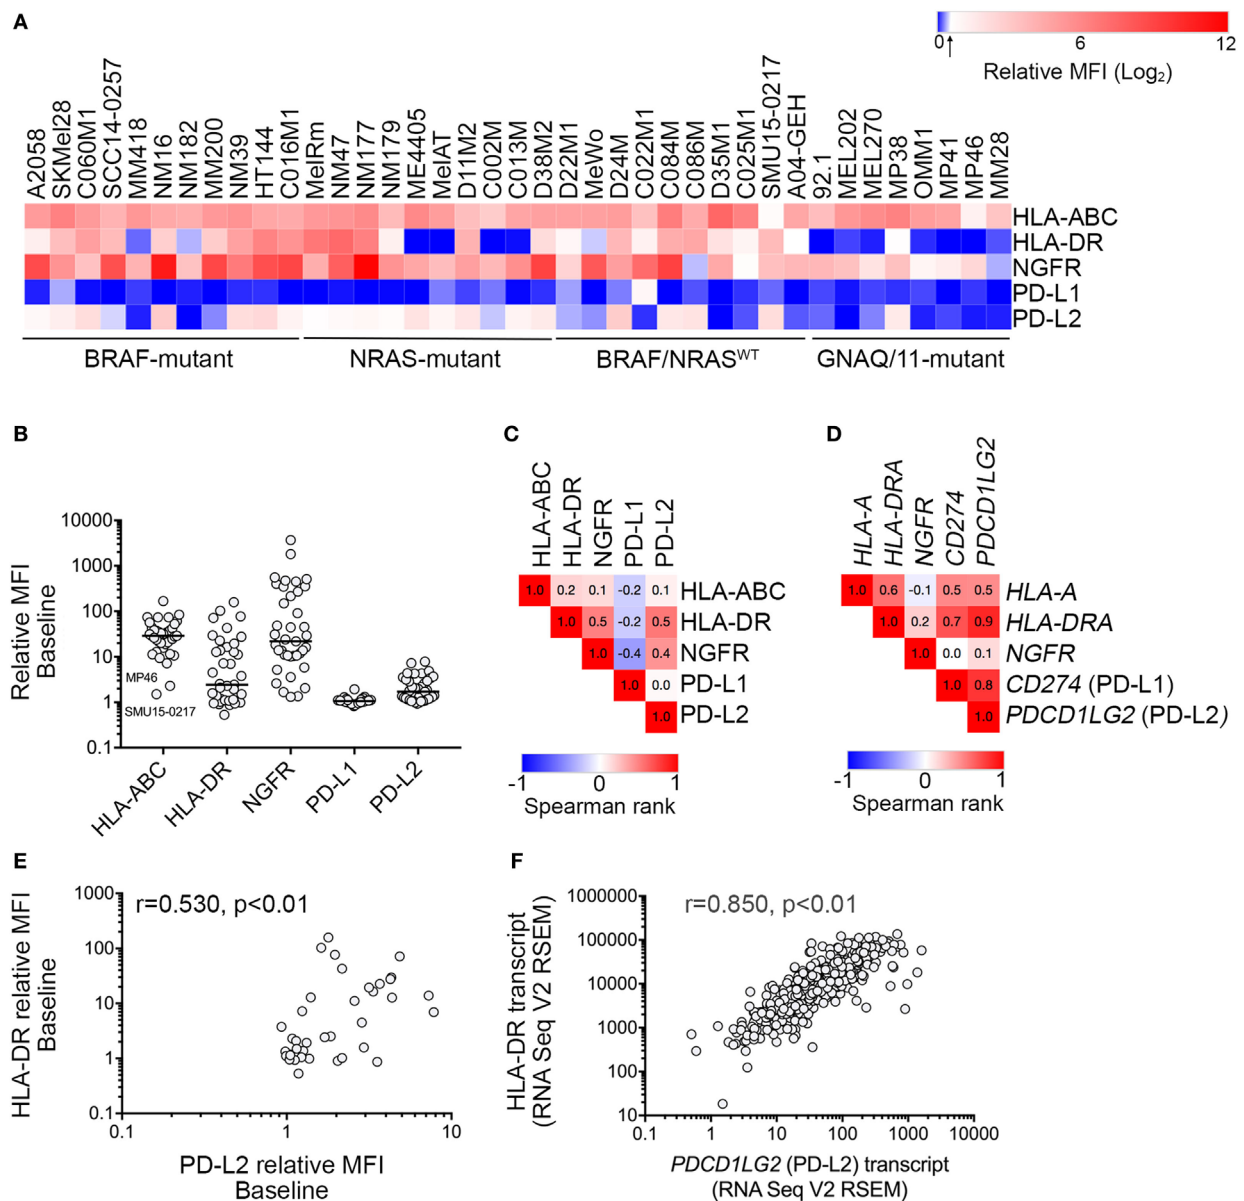 A
0
6
12
Relative MFI (Log2)
A2058
SKMel28
C060M1
SCC14-0257
MM418
NM16
NM182
MM200
NM39
HT144
C016M1
MelRm
NM47
NM177
NM179
ME4405
MelAT
D11M2
C002M
C013M
D38M2
D22M1
MeWo
D24M
C022M1
C084M
C086M
D35M1
C025M1
SMU15-0217
A04-GEH
92.1
MEL202
MEL270
MP38
OMM1
MP41
MP46
MM28
HLA-ABC
HLA-DR
NGFR
PD-L1
PD-L2
BRAF-mutant
NRAS-mutant
BRAF/NRASWT
GNAQ/11-mutant
B
Relative MFI
Baseline
10000
1000
100
10
1
0.1
MP46
SMU15-0217
HLA-ABC
HLA-DR
NGFR
PD-L1
PD-L2
C
HLA-ABC
HLA-DR
NGFR
PD-L1
PD-L2
1.0 0.2 0.1 -0.2 0.1 HLA-ABC
1.0 0.5 -0.2 0.5 HLA-DR
1.0 -0.4 0.4 NGFR
1.0 0.0 PD-L1
1.0 PD-L2
-1 0 1
Spearman rank
D
HLA-A
HLA-DRA
NGFR
CD274
PDCD1LG2
1.0 0.6 -0.1 0.5 0.5 HLA-A
1.0 0.2 0.7 0.9 HLA-DRA
1.0 0.0 0.1 NGFR
1.0 0.8 CD274 (PD-L1)
1.0 PDCD1LG2 (PD-L2)
-1 0 1
Spearman rank
E
HLA-DR relative MFI
Baseline
1000
100
10
1
0.1
r=0.530, p<0.01
0.1 1 10
PD-L2 relative MFI
Baseline
F
HLA-DR transcript
(RNA Seq V2 RSEM)
1000000
100000
10000
1000
100
10
r=0.850, p<0.01
0.1 1 10 100 1000 10000
PDCD1LG2 (PD-L2) transcript
(RNA Seq V2 RSEM)